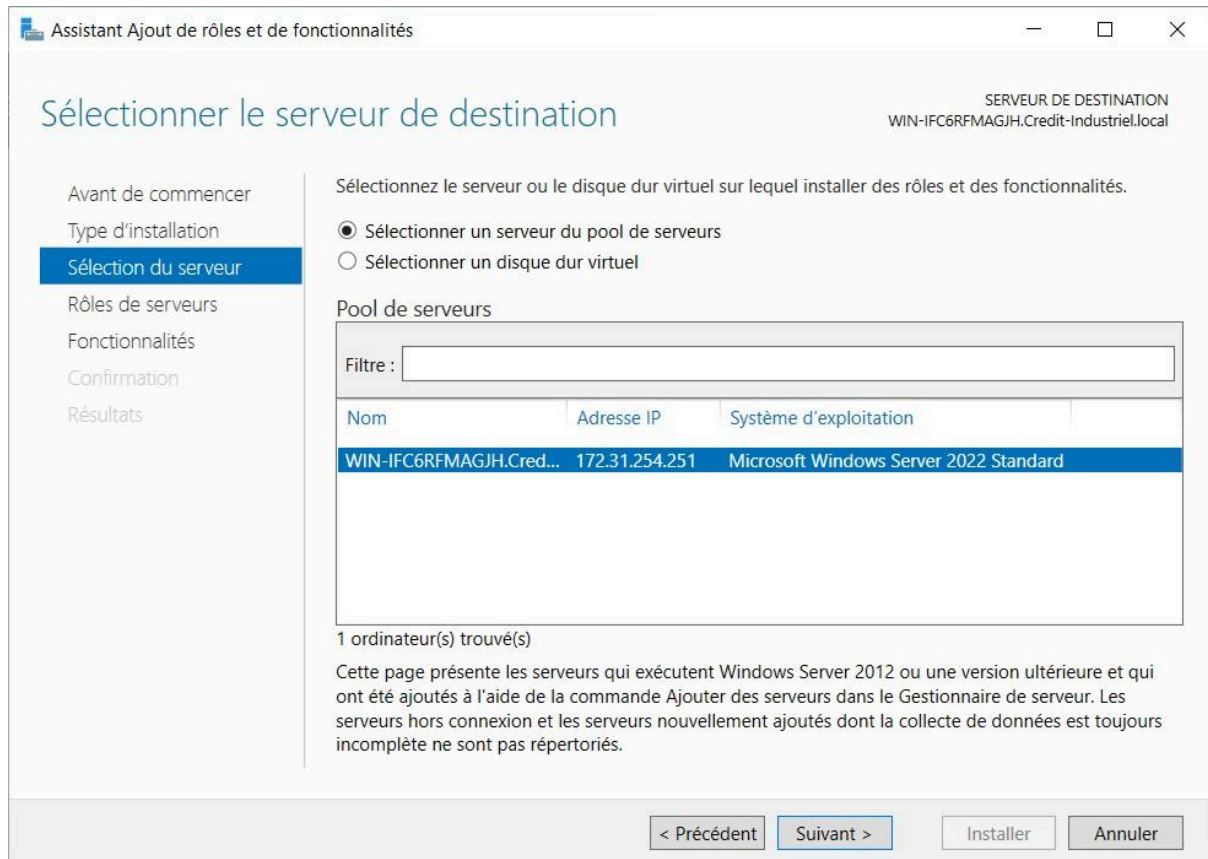 Assistant Ajout de rôles et de fonctionnalités
Sélectionner le serveur de destination
SERVEUR DE DESTINATION
WIN-IFC6RFMAGJH.Credit-Industriel.local
Avant de commencer
Type d'installation
Sélection du serveur
Rôles de serveurs
Fonctionnalités
Confirmation
Résultats
Sélectionnez le serveur ou le disque dur virtuel sur lequel installer des rôles et des fonctionnalités.
Sélectionner un serveur du pool de serveurs
Sélectionner un disque dur virtuel
Pool de serveurs
Filtre :
Nom Adresse IP Système d'exploitation
WIN-IFC6RFMAGJH.Cred... 172.31.254.251 Microsoft Windows Server 2022 Standard
1 ordinateur(s) trouvé(s)
Cette page présente les serveurs qui exécutent Windows Server 2012 ou une version ultérieure et qui
ont été ajoutés à l'aide de la commande Ajouter des serveurs dans le Gestionnaire de serveur. Les
serveurs hors connexion et les serveurs nouvellement ajoutés dont la collecte de données est toujours
incomplète ne sont pas répertoriés.
< Précédent Suivant > Installer Annuler